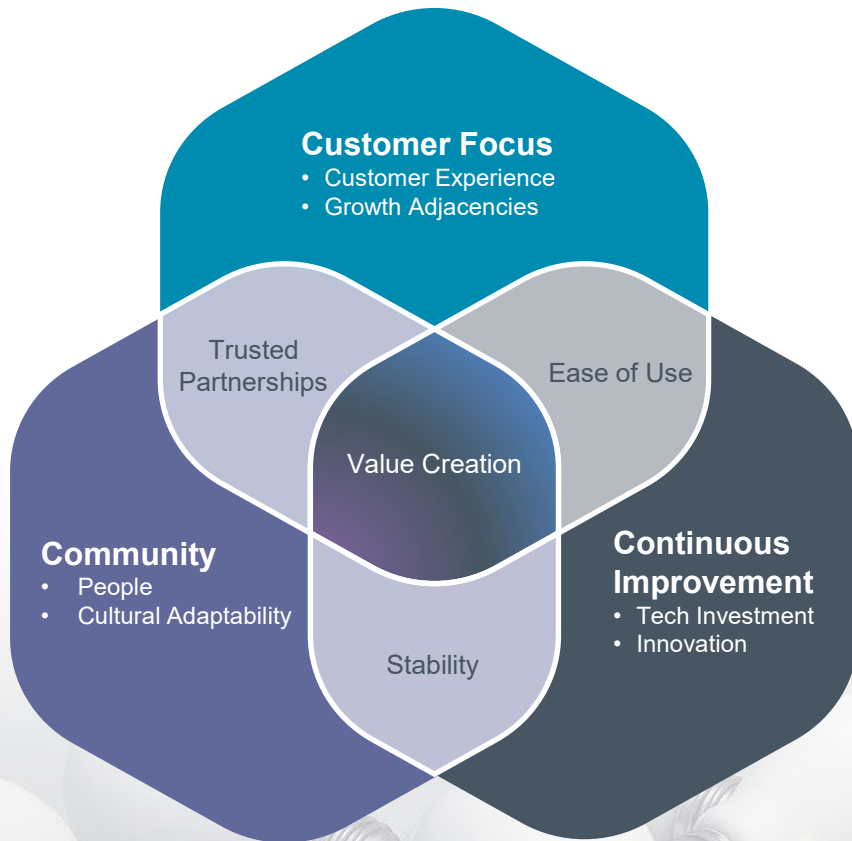 Customer Focus
• Customer Experience
• Growth Adjacencies
Trusted
Partnerships
Ease of Use
Value Creation
Community
• People
• Cultural Adaptability
Continuous
Improvement
• Tech Investment
• Innovation
Stability